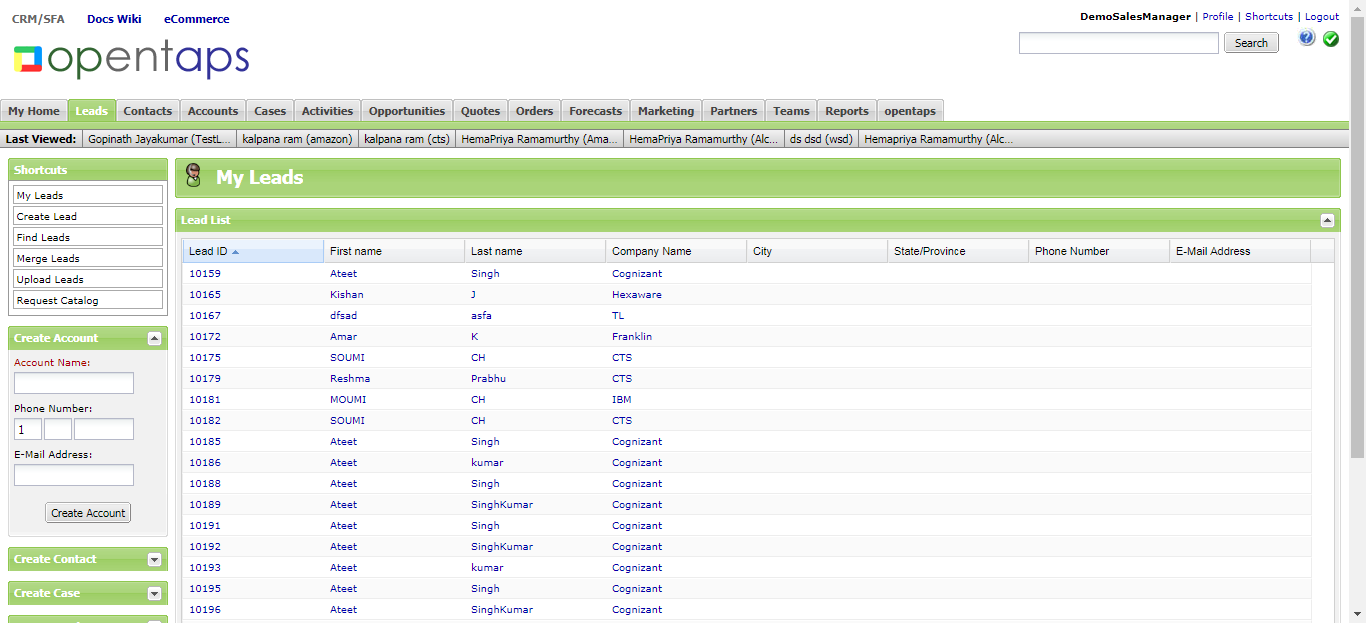 CRM/SFA Docs Wiki eCommerce
DemoSalesManager | Profile | Shortcuts | Logout
opentaps
Search
My Home Leads Contacts Accounts Cases Activities Opportunities Quotes Orders Forecasts Marketing Partners Teams Reports opentaps
Last Viewed: Gopinath Jayakumar (TestL... kalpana ram (amazon) kalpana ram (cts) HemaPriya Ramamurthy (Ama... HemaPriya Ramamurthy (Alc... ds dsd (wsd) Hemapriya Ramamurthy (Alc...
Shortcuts
My Leads
Create Lead
Find Leads
Merge Leads
Upload Leads
Request Catalog
Create Account
Account Name:
Phone Number:
1
E-Mail Address:
Create Account
Create Contact
Create Case
My Leads
Lead List
Lead ID First name Last name Company Name City State/Province Phone Number E-Mail Address
10159 Ateet Singh Cognizant
10165 Kishan J Hexaware
10167 dfsad asfa TL
10172 Amar K Franklin
10175 SOUMI CH CTS
10179 Reshma Prabhu CTS
10181 MOUMI CH IBM
10182 SOUMI CH CTS
10185 Ateet Singh Cognizant
10186 Ateet kumar Cognizant
10188 Ateet Singh Cognizant
10189 Ateet SinghKumar Cognizant
10191 Ateet Singh Cognizant
10192 Ateet SinghKumar Cognizant
10193 Ateet kumar Cognizant
10195 Ateet Singh Cognizant
10196 Ateet SinghKumar Cognizant